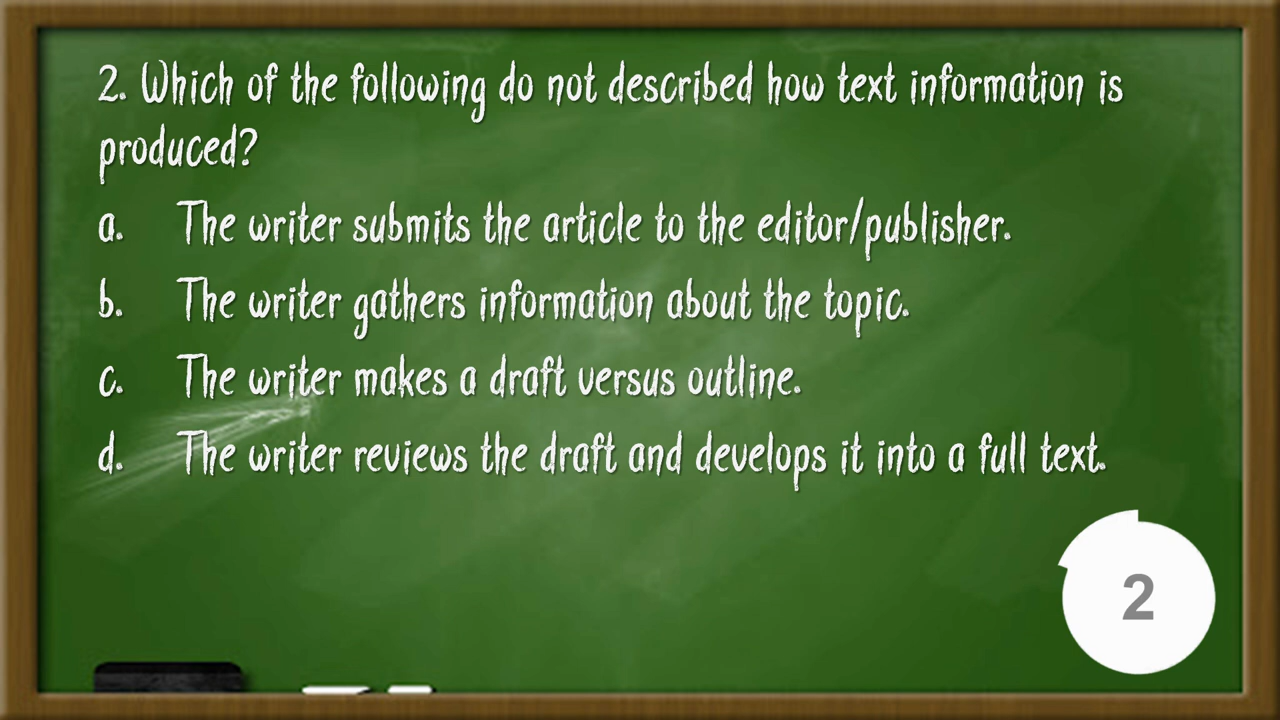 2. Which of the following do not described how text information is
produced?
a. The writer submits the article to the editor/publisher.
b. The writer gathers information about the topic.
c. The writer makes a draft versus outline.
d. The writer reviews the draft and develops it into a full text.
2